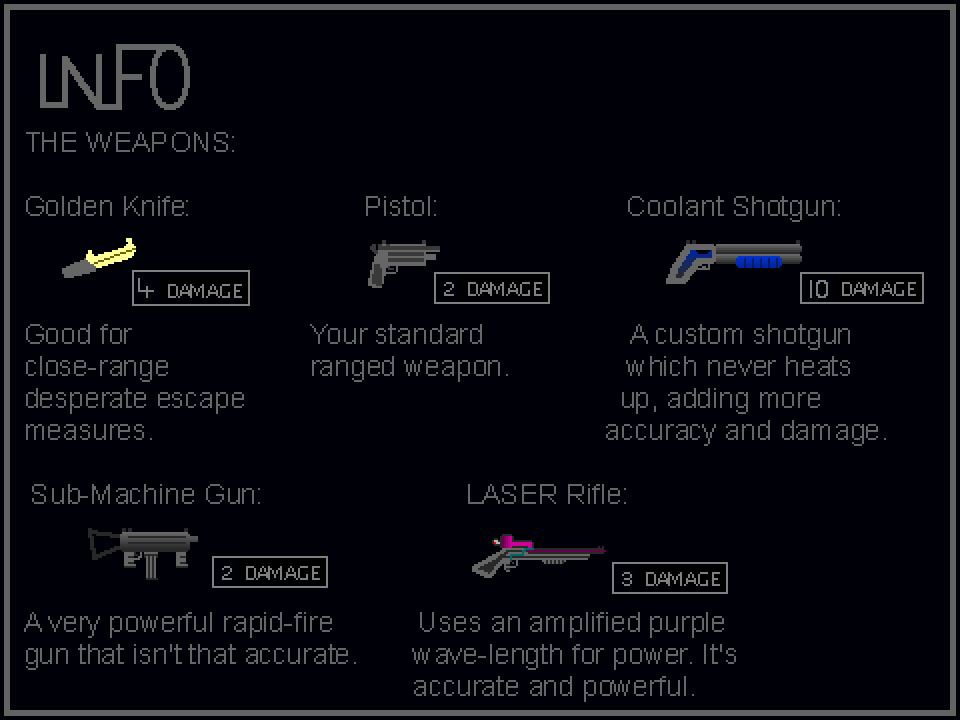 INFO
THE WEAPONS:
Golden Knife:
4 DAMAGE
Good for
close-range
desperate escape
measures.
Pistol:
2 DAMAGE
Your standard
ranged weapon.
Coolant Shotgun:
10 DAMAGE
A custom shotgun
which never heats
up, adding more
accuracy and damage.
Sub-Machine Gun:
2 DAMAGE
A very powerful rapid-fire
gun that isn't that accurate.
LASER Rifle:
3 DAMAGE
Uses an amplified purple
wave-length for power. It's
accurate and powerful.